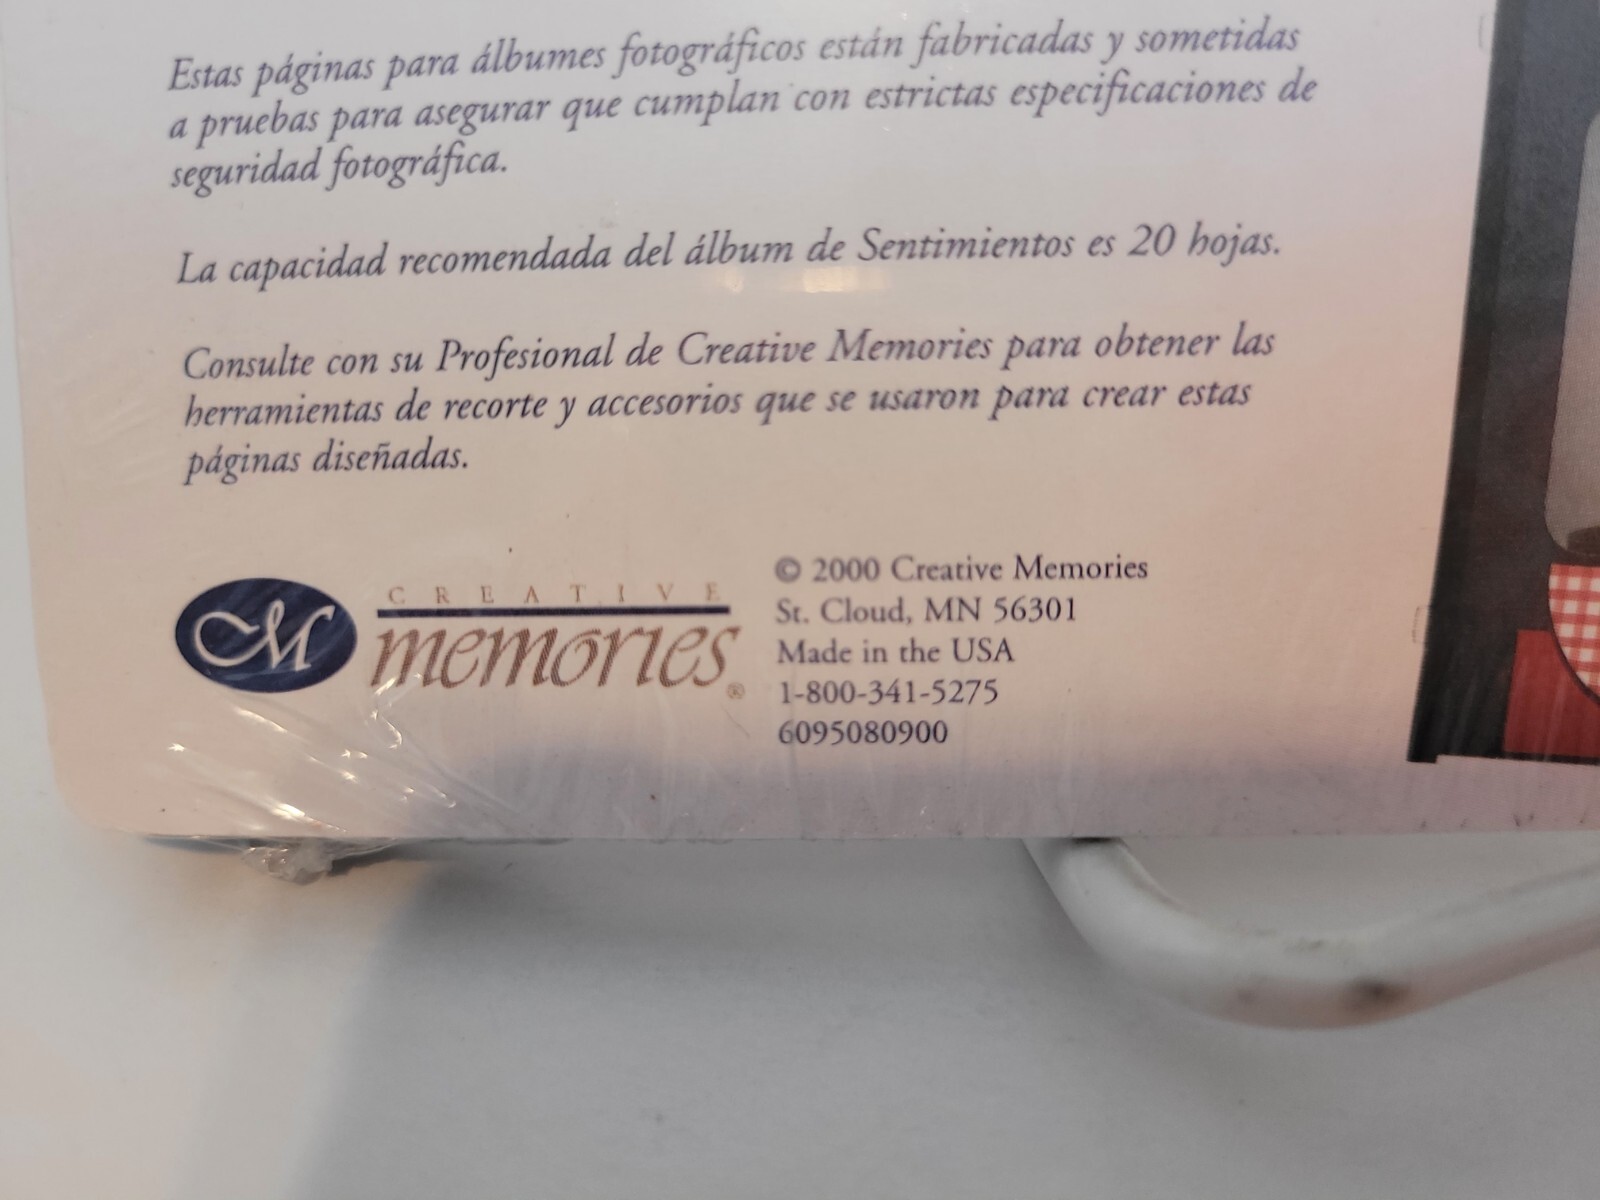 Estas páginas para álbumes fotográficos están fabricadas y sometidas
a pruebas para asegurar que cumplan con estrictas especificaciones de
seguridad fotográfica.
La capacidad recomendada del álbum de Sentimientos es 20 hojas.
Consulte con su Profesional de Creative Memories para obtener las
herramientas de recorte y accesorios que se usaron para crear estas
páginas diseñadas.
M
CREATIVE
memories®
© 2000 Creative Memories
St. Cloud, MN 56301
Made in the USA
1-800-341-5275
6095080900